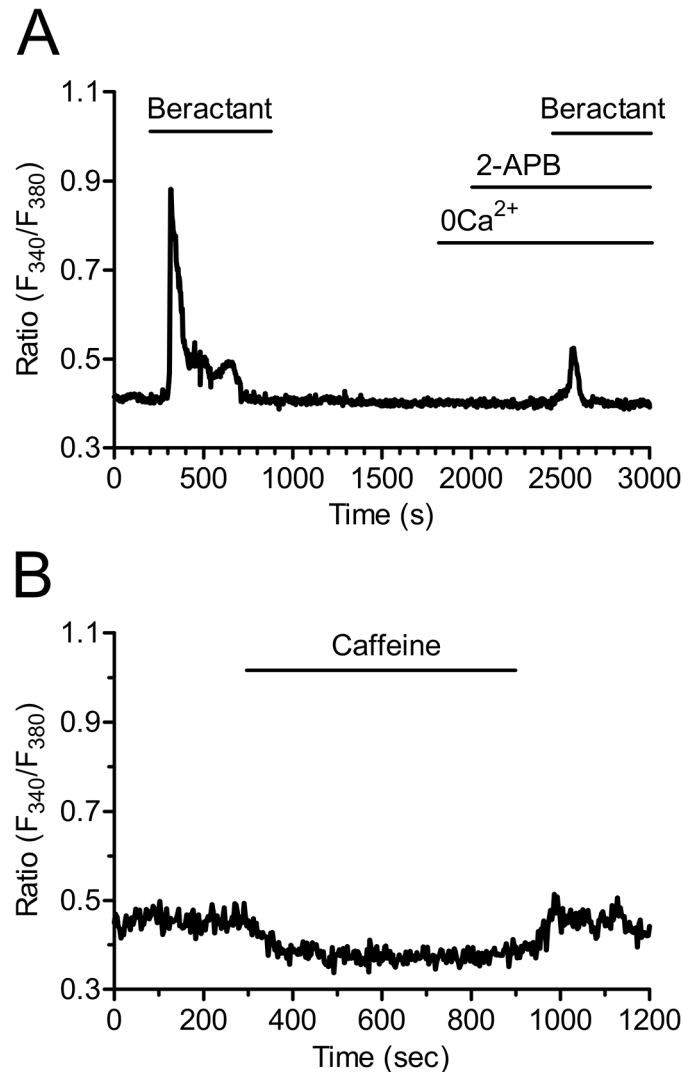 A
1.1
Beractant
Beractant
0.9
2-APB
0Ca²⁺
0.7
0.5
0.3
Ratio (F₃₄₀/F₃₈₀)
0 500 1000 1500 2000 2500 3000
Time (s)
B
1.1
Caffeine
0.9
0.7
0.5
0.3
Ratio (F₃₄₀/F₃₈₀)
0 200 400 600 800 1000 1200
Time (sec)